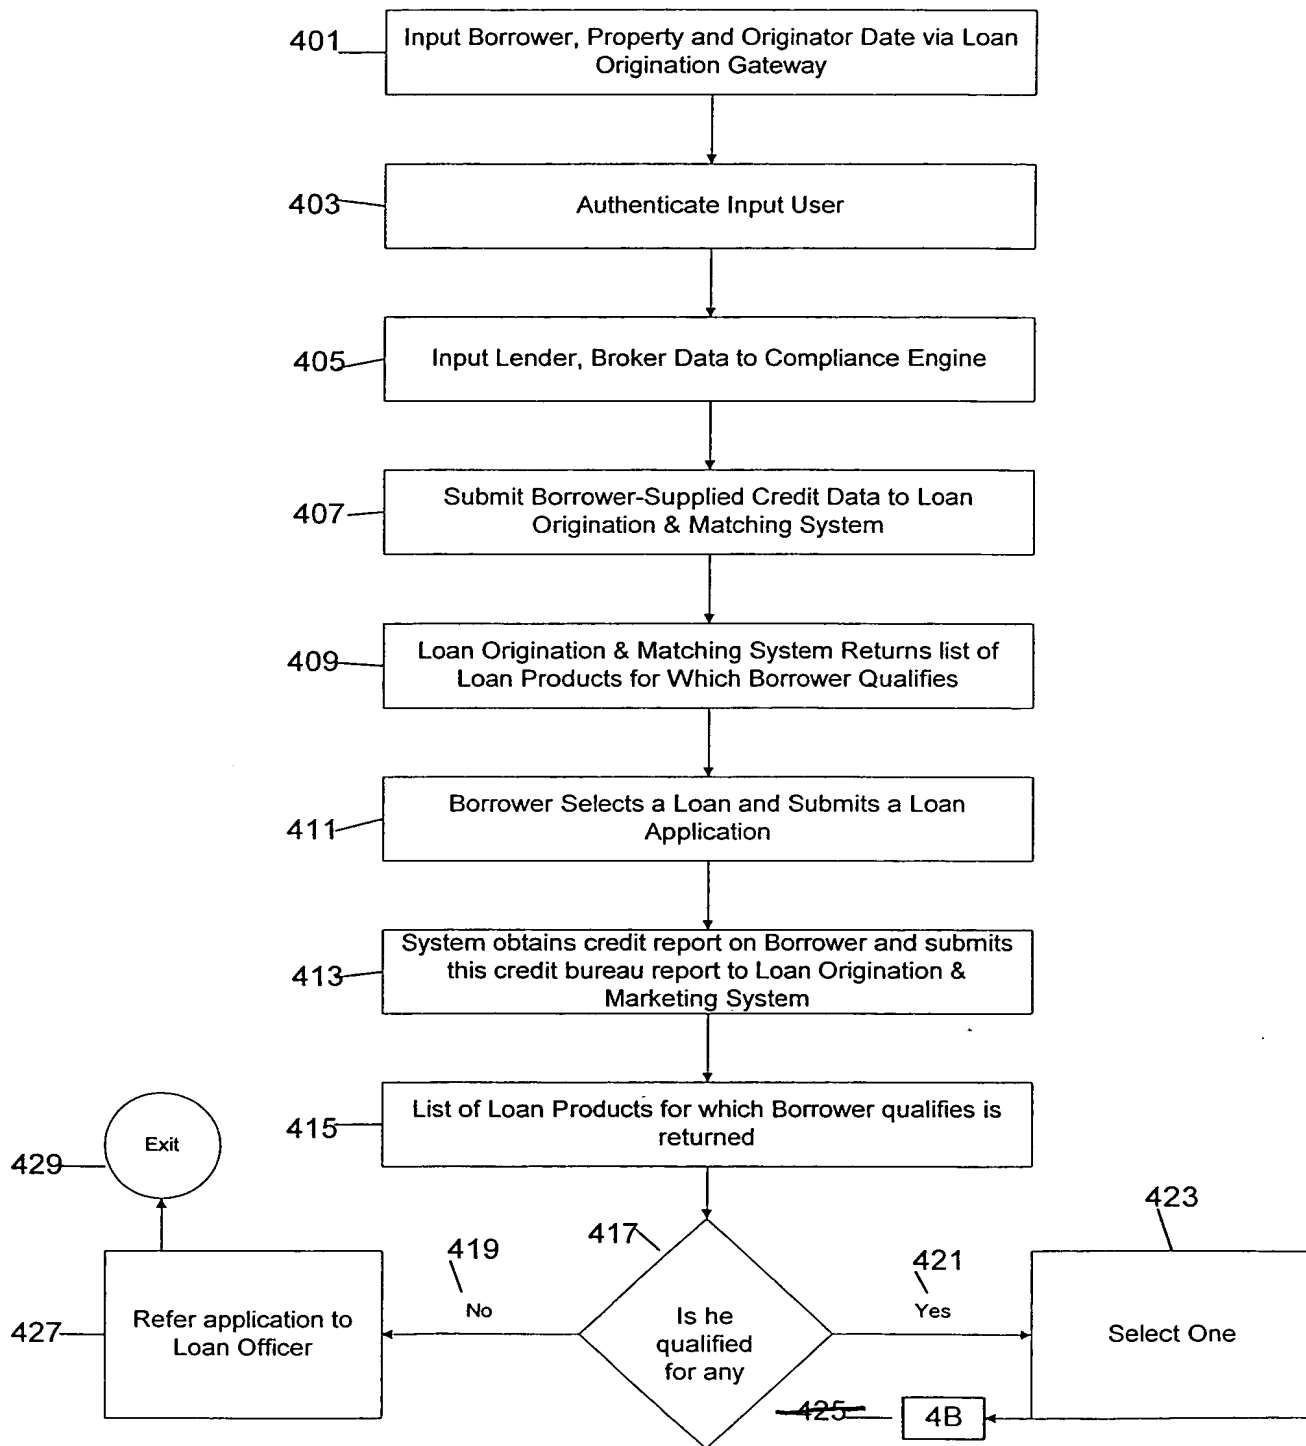 401
Input Borrower, Property and Originator Date via Loan
Origination Gateway
403
Authenticate Input User
405
Input Lender, Broker Data to Compliance Engine
407
Submit Borrower-Supplied Credit Data to Loan
Origination & Matching System
409
Loan Origination & Matching System Returns list of
Loan Products for Which Borrower Qualifies
411
Borrower Selects a Loan and Submits a Loan
Application
413
System obtains credit report on Borrower and submits
this credit bureau report to Loan Origination &
Marketing System
415
List of Loan Products for which Borrower qualifies is
returned
429
Exit
417
419
No
421
Yes
423
427
Refer application to
Loan Officer
Is he
qualified
for any
Select One
425
4B